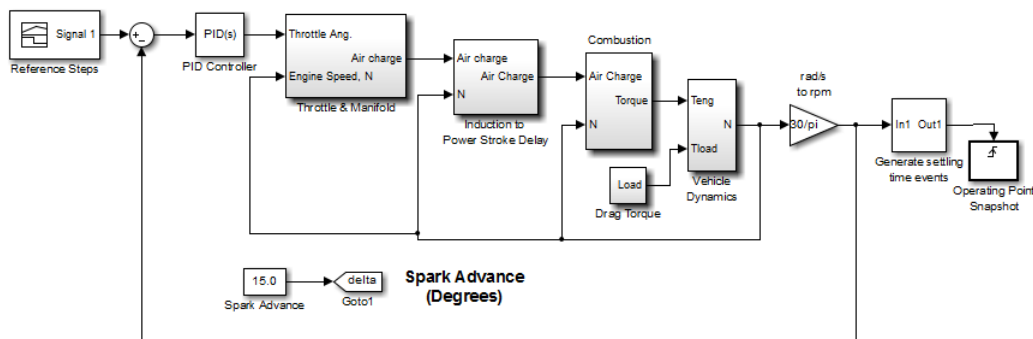 Signal 1
Reference Steps
+
−
PID(s)
PID Controller
Throttle Ang.
Air charge
Engine Speed, N
Throttle & Manifold
Air charge
Air Charge
N
Induction to
Power Stroke Delay
Combustion
Air Charge
Torque
N
Teng
N
Tload
Vehicle
Dynamics
Load
Drag Torque
rad/s
to rpm
30/pi
In1 Out1
Generate settling
time events
Operating Point
Snapshot
15.0
Spark Advance
delta
Goto1
Spark Advance
(Degrees)